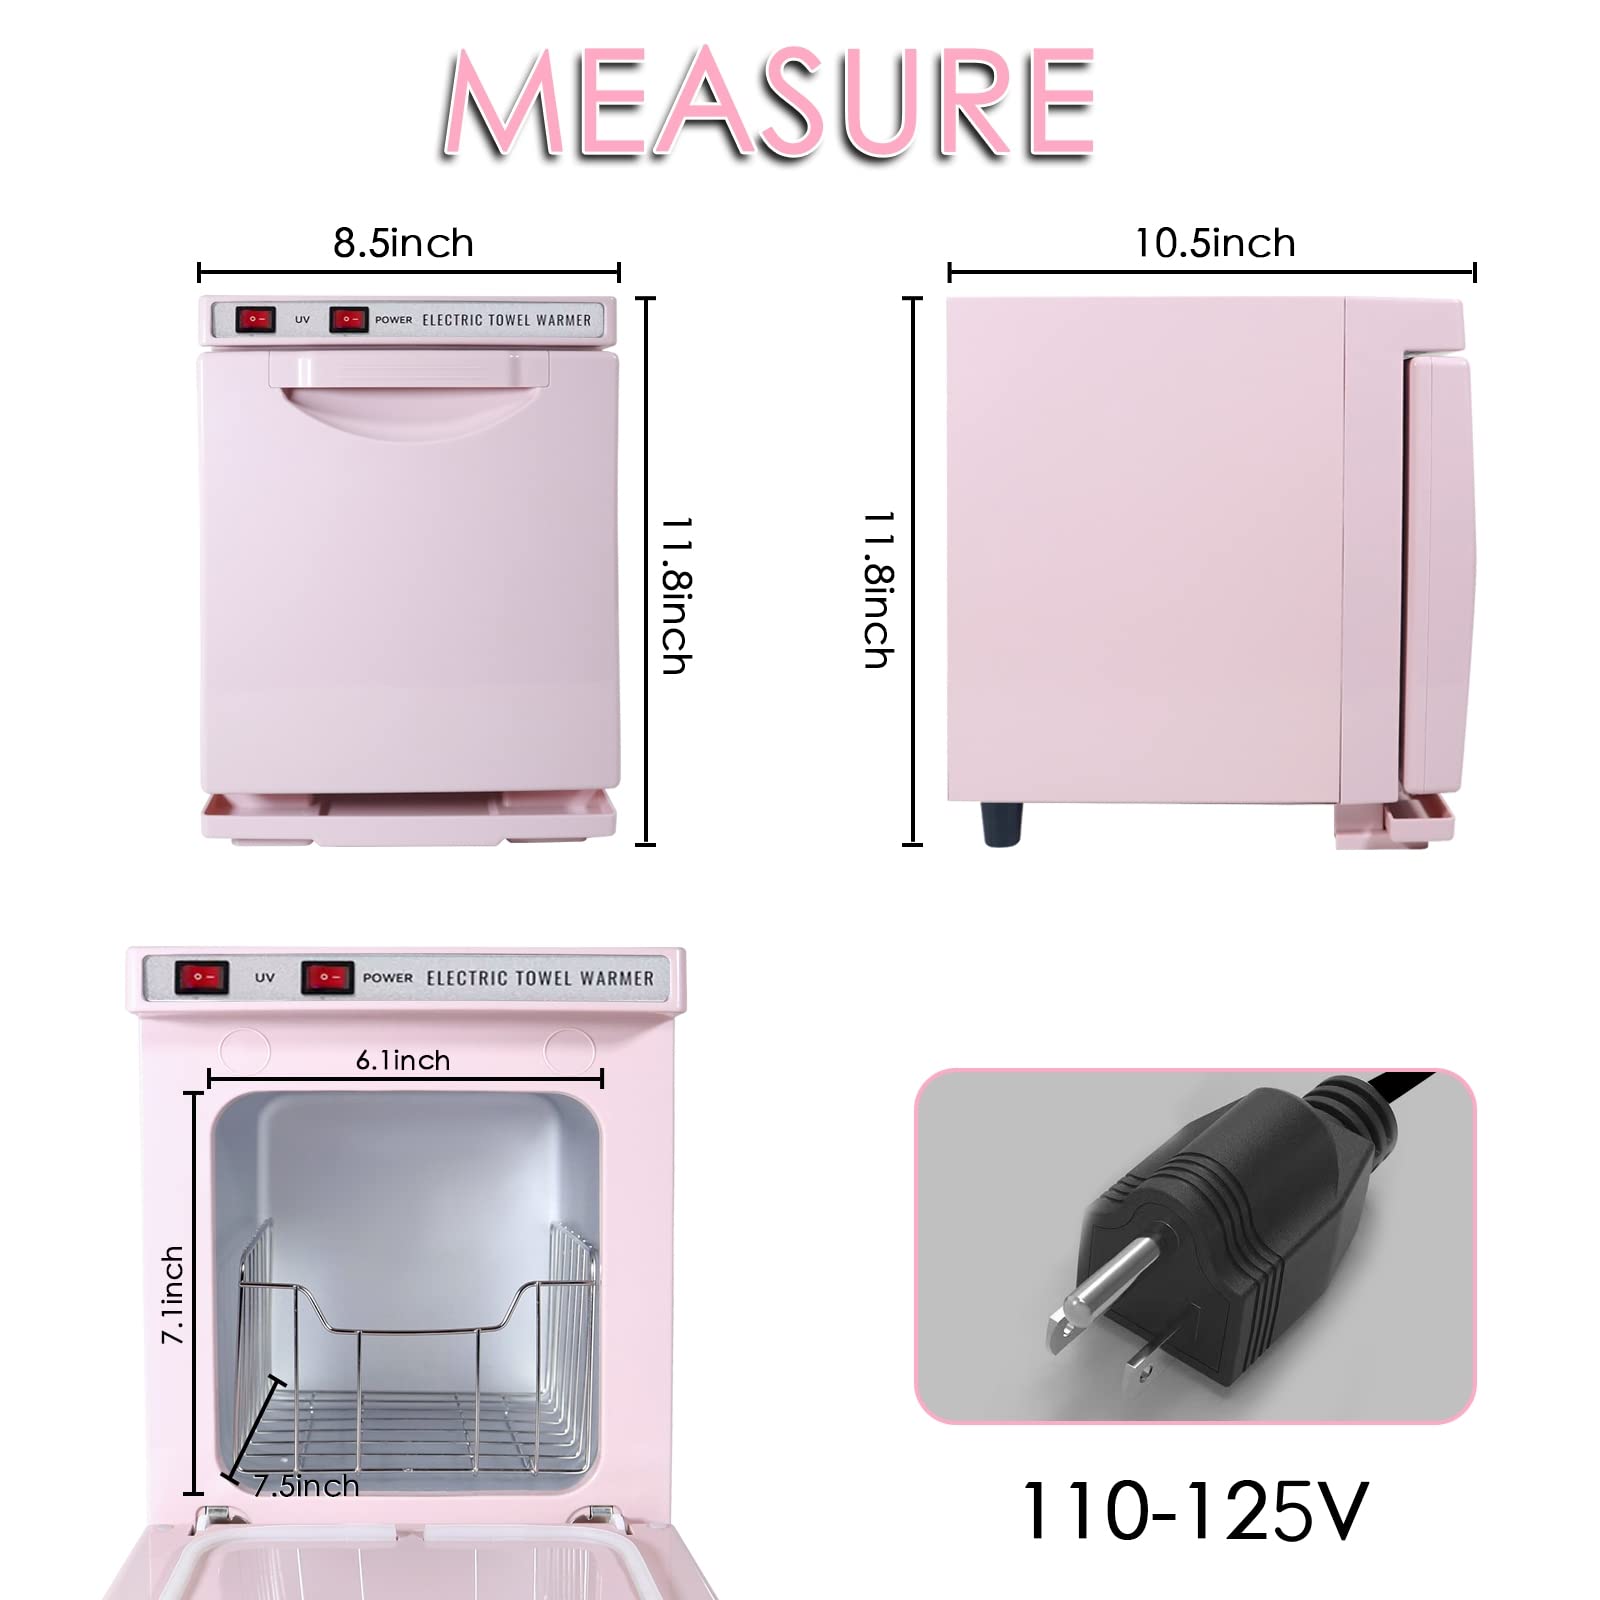 MEASURE
8.5inch
10.5inch
UV POWER ELECTRIC TOWEL WARMER
11.8inch
11.8inch
UV POWER ELECTRIC TOWEL WARMER
6.1inch
7.1inch
7.5inch
110-125V